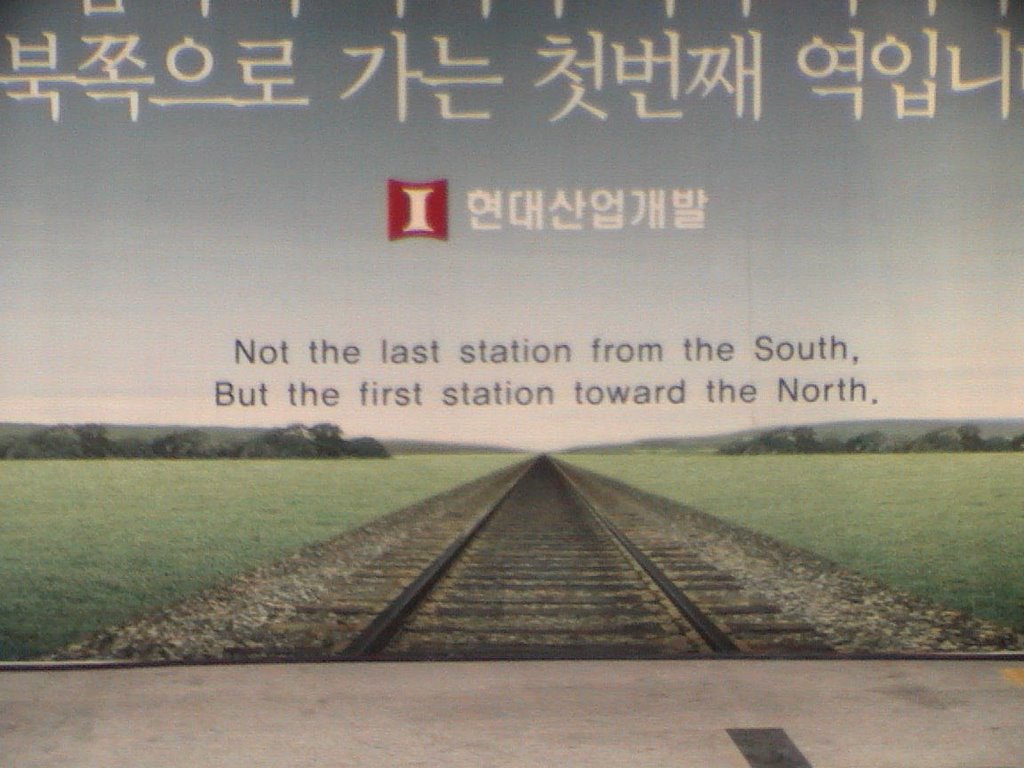 북쪽으로 가는 첫번째 역입니
현대산업개발
Not the last station from the South,
But the first station toward the North.